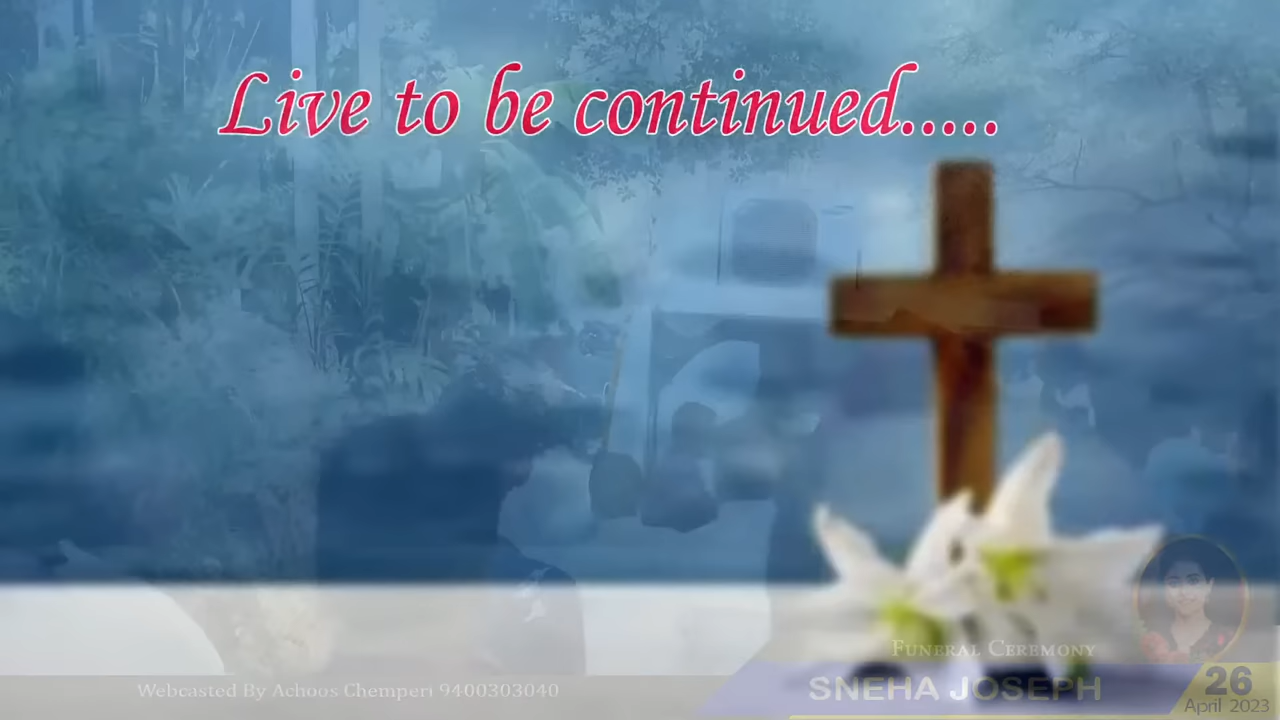 Live to be continued.....
FUNERAL CEREMONY
Webcasted By Achoos Chemperi 9400303040
SNEHA JOSEPH
26
April 2023